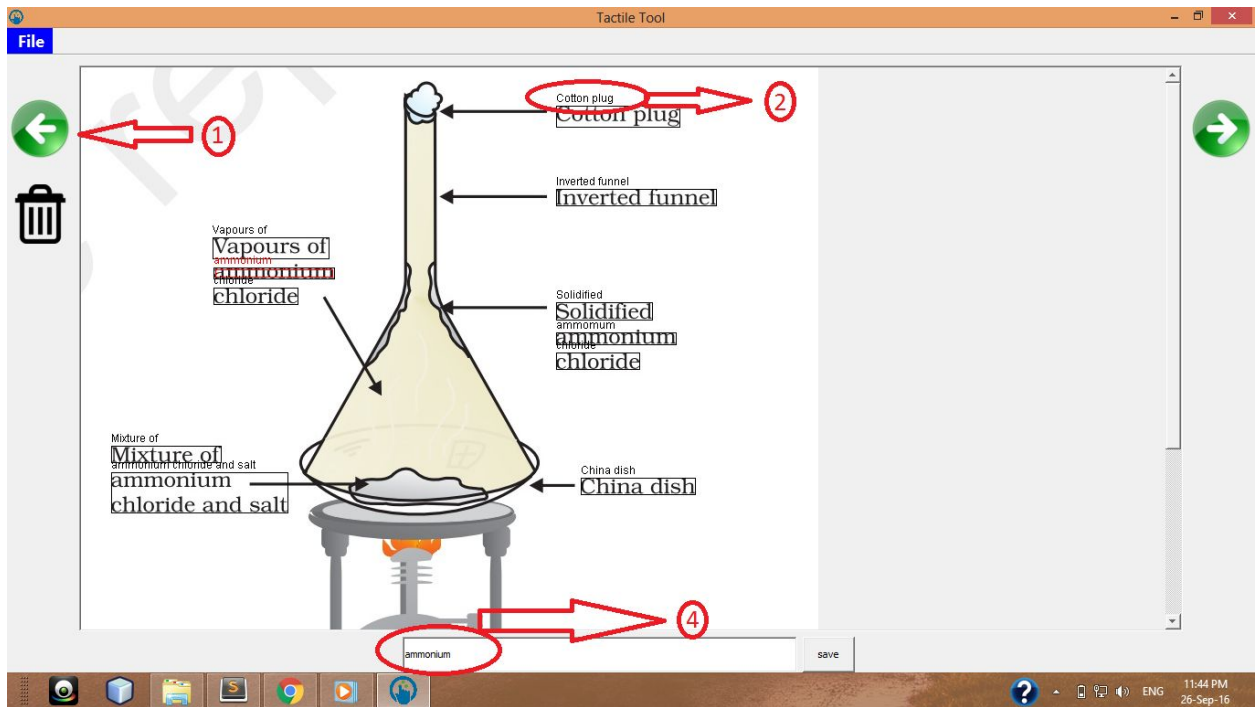 Tactile Tool
File
Cotton plug
Cotton plug
2
1
Inverted funnel
Inverted funnel
Vapours of
Vapours of
ammonium
ammonium
chloride
chloride
Solidified
Solidified
ammomum
ammonium
chloride
chloride
Mixture of
Mixture of
ammonium chloride and salt
ammonium
chloride and salt
China dish
China dish
4
ammonium
save
ENG
11:44 PM
26-Sep-16